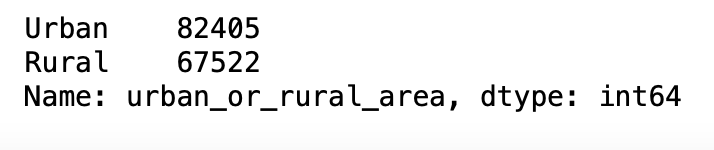 Urban    82405
Rural    67522
Name: urban_or_rural_area, dtype: int64